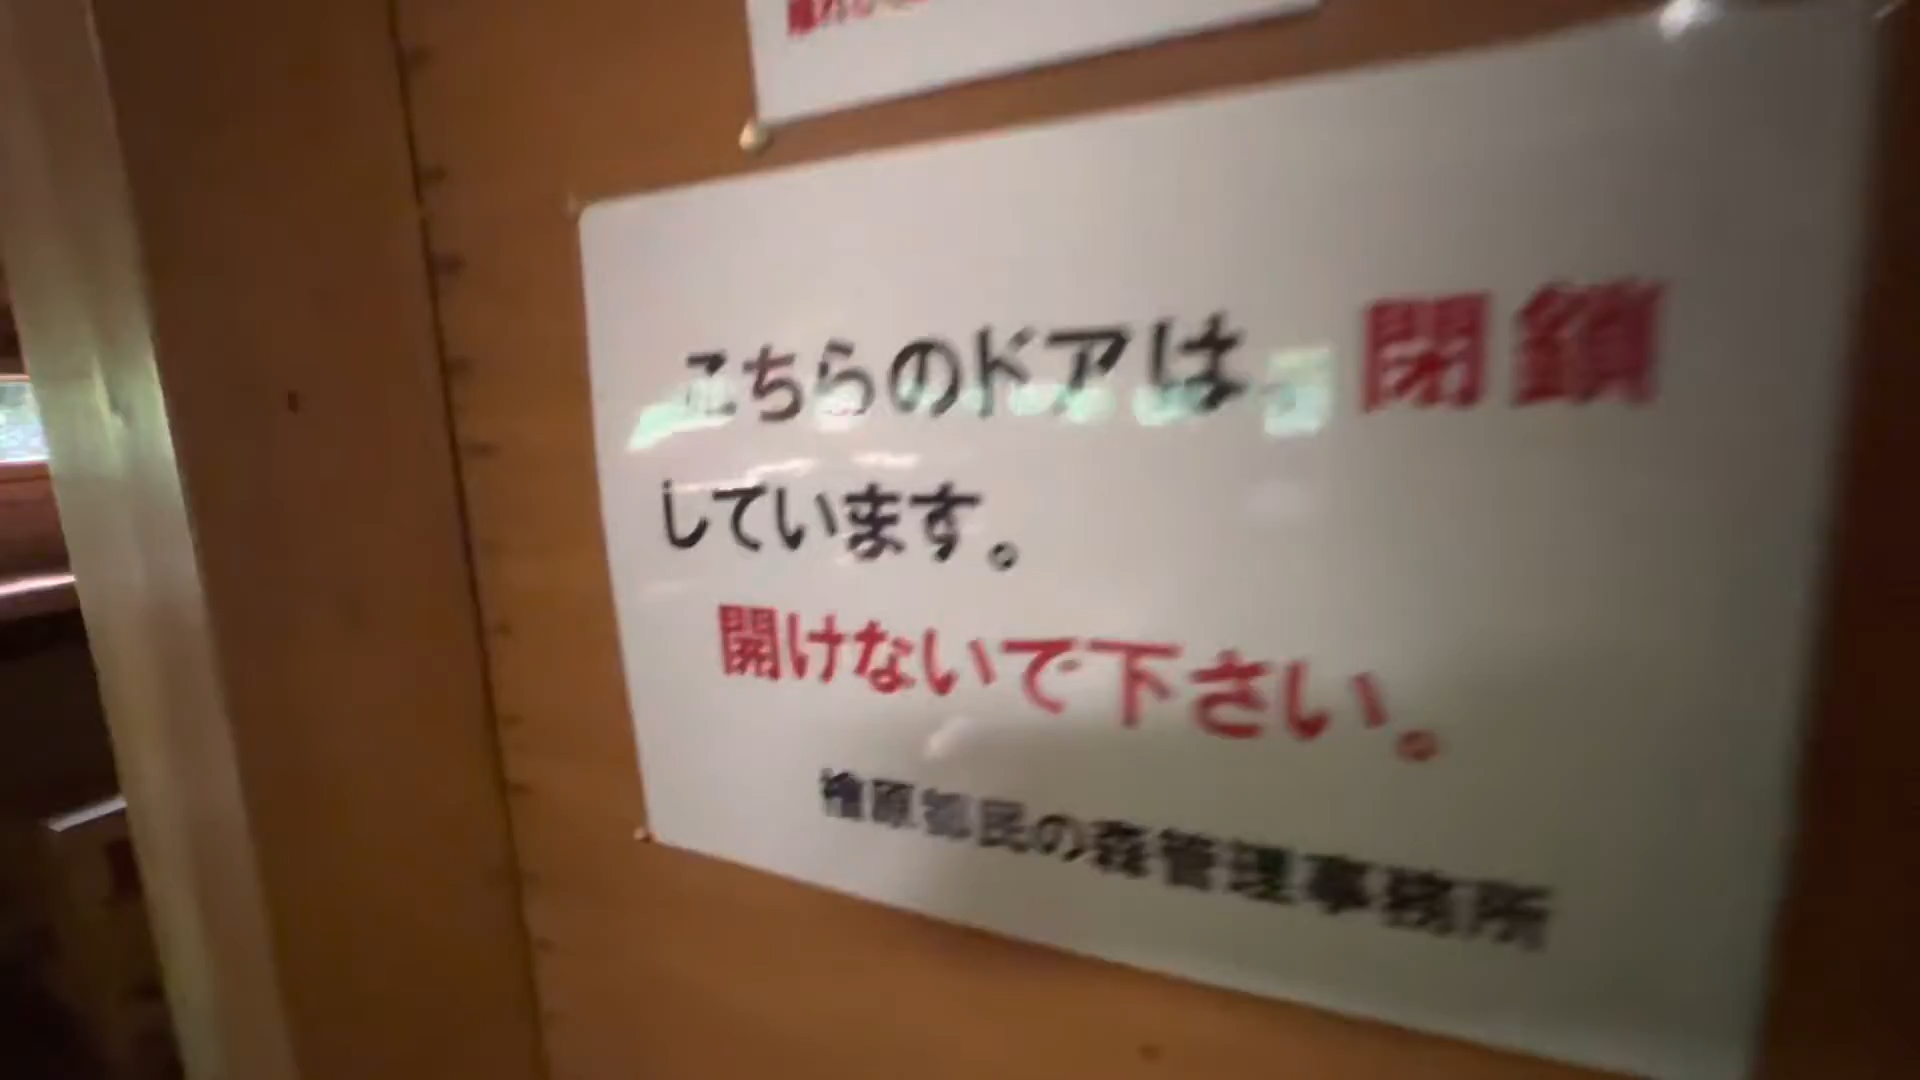 こちらのドアは、閉鎖
しています。
開けないで下さい。
檜原都民の森管理事務所